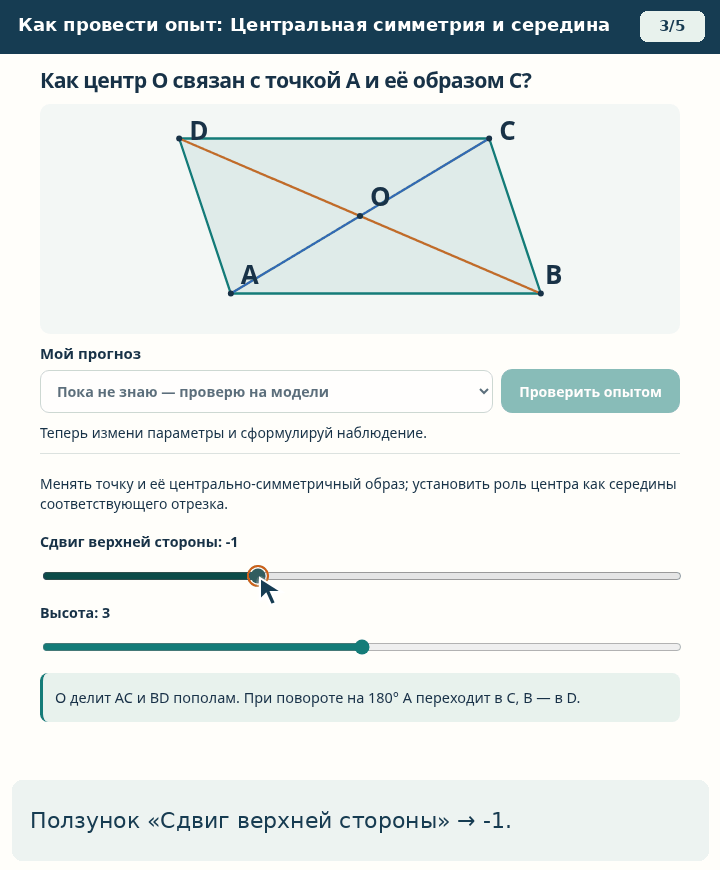 Как провести опыт: Центральная симметрия и середина
3/5
Как центр O связан с точкой A и её образом C?
D
C
O
A
B
Мой прогноз
Пока не знаю — проверю на модели
Проверить опытом
Теперь измени параметры и сформулируй наблюдение.
Менять точку и её центрально-симметричный образ; установить роль центра как середины
соответствующего отрезка.
Сдвиг верхней стороны: -1
Высота: 3
O делит AC и BD пополам. При повороте на 180° A переходит в C, B — в D.
Ползунок «Сдвиг верхней стороны» → -1.